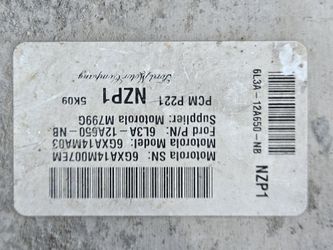 Ford Motor Company
NZP1
5K09
PCM P221
Supplier: Motorola M799G
Ford P/N: 6L3A-12A650-NB
Motorola Model: 6GXA14MA03
Motorola SN: 66XA14M007EM
6L3A-12A650-NB
NZP1